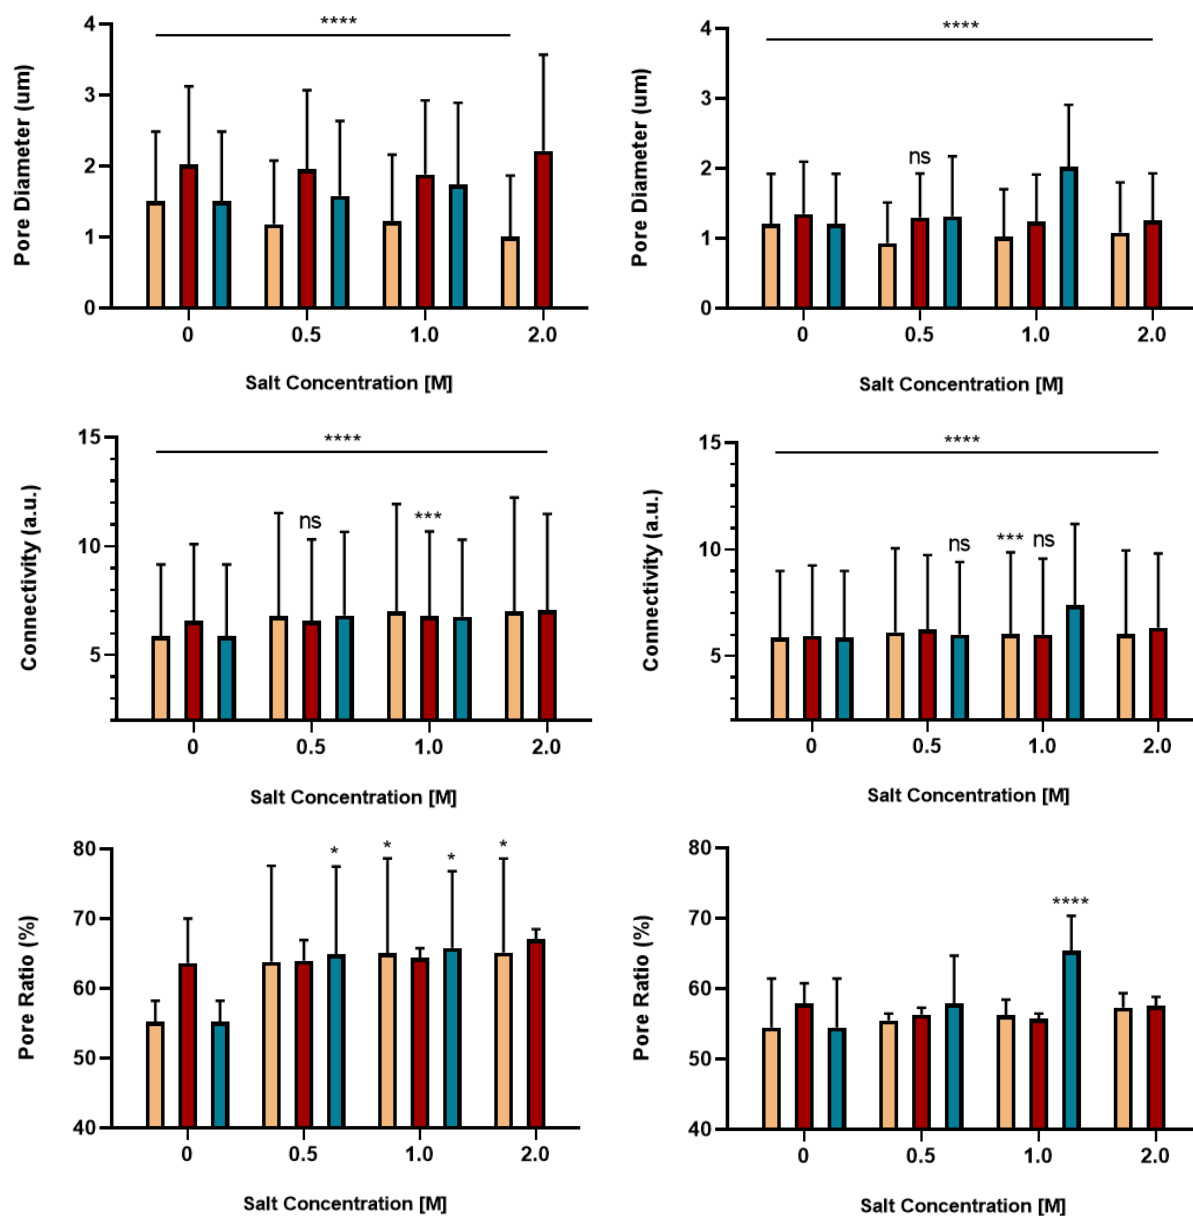 ****
4
3
2
1
0
Pore Diameter (um)
0 0.5 1.0 2.0
Salt Concentration [M]
****
4
3
2
1
0
Pore Diameter (um)
ns
0 0.5 1.0 2.0
Salt Concentration [M]
****
15
10
5
Connectivity (a.u.)
ns ***
0 0.5 1.0 2.0
Salt Concentration [M]
****
15
10
5
Connectivity (a.u.)
ns *** ns
0 0.5 1.0 2.0
Salt Concentration [M]
80
70
60
50
40
Pore Ratio (%)
* * * *
0 0.5 1.0 2.0
Salt Concentration [M]
80
70
60
50
40
Pore Ratio (%)
****
0 0.5 1.0 2.0
Salt Concentration [M]